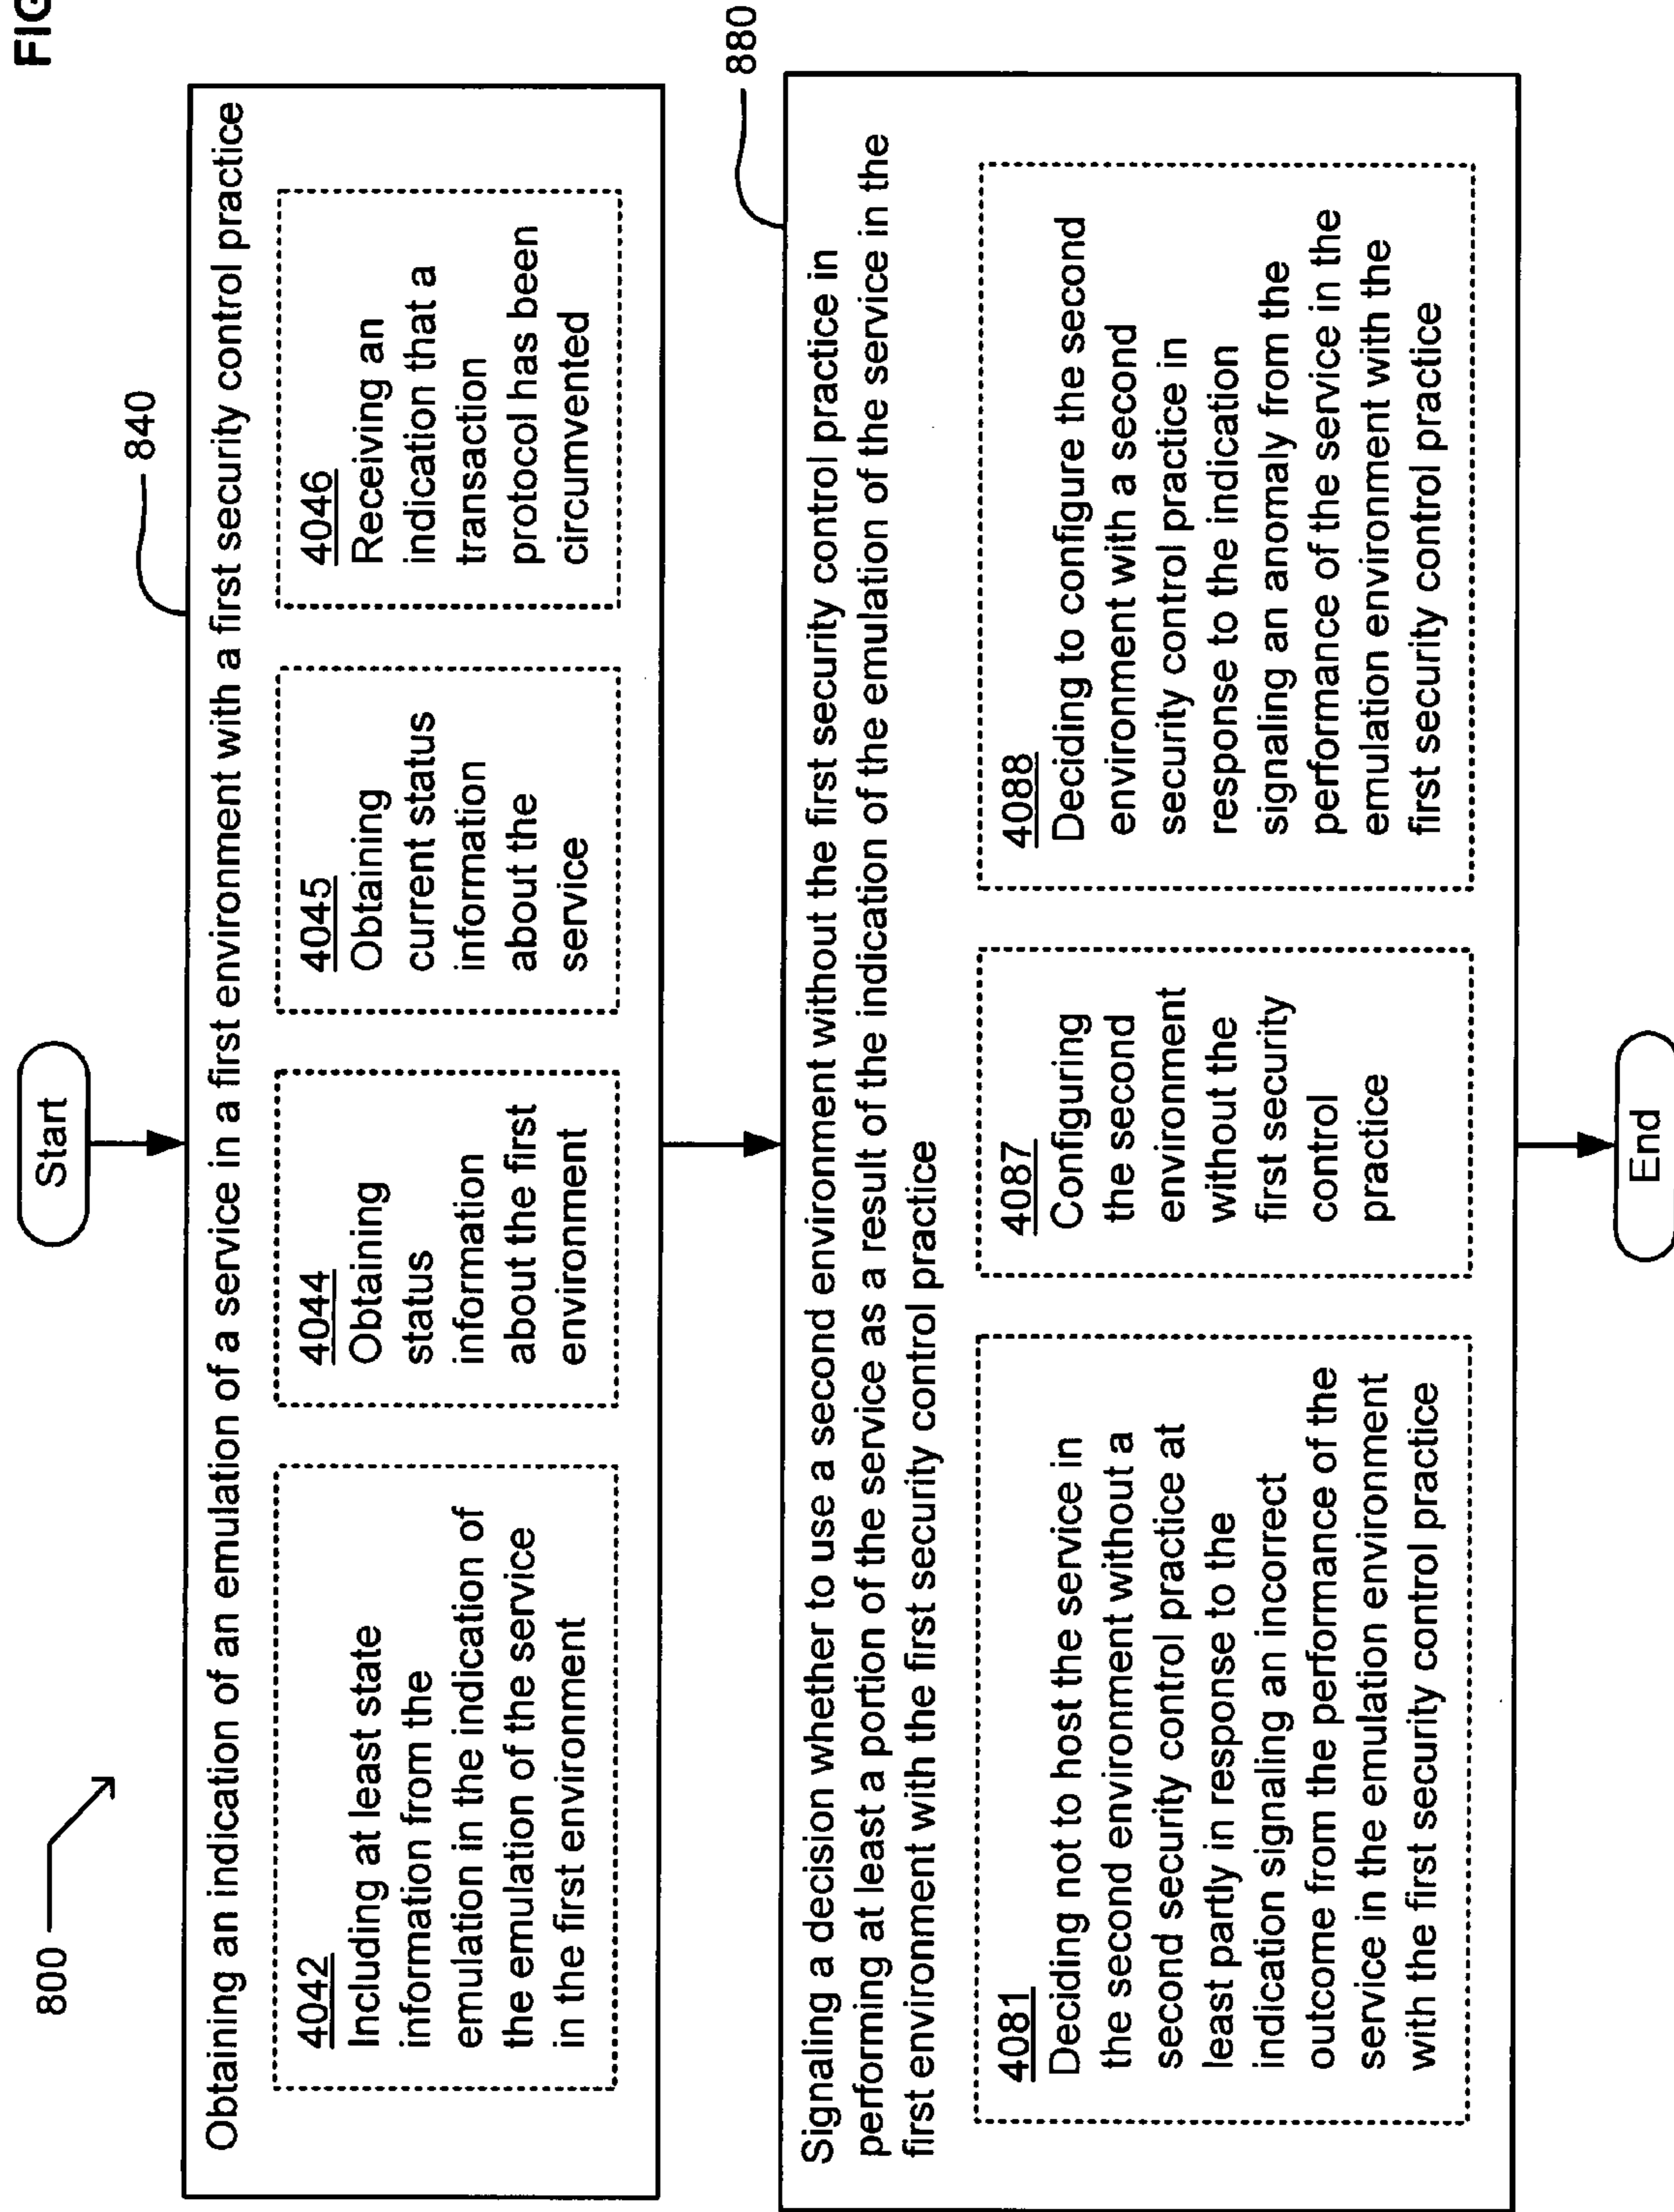 FIG
800
Start
840
Obtaining an indication of an emulation of a service in a first environment with a first security control practice
4042
Including at least state
information from the
emulation in the indication of
the emulation of the service
in the first environment
4044
Obtaining
status
information
about the first
environment
4045
Obtaining
current status
information
about the
service
4046
Receiving an
indication that a
transaction
protocol has been
circumvented
880
Signaling a decision whether to use a second environment without the first security control practice in
performing at least a portion of the service as a result of the indication of the emulation of the service in the
first environment with the first security control practice
4081
Deciding not to host the service in
the second environment without a
second security control practice at
least partly in response to the
indication signaling an incorrect
outcome from the performance of the
service in the emulation environment
with the first security control practice
4087
Configuring
the second
environment
without the
first security
control
practice
4088
Deciding to configure the second
environment with a second
security control practice in
response to the indication
signaling an anomaly from the
performance of the service in the
emulation environment with the
first security control practice
End